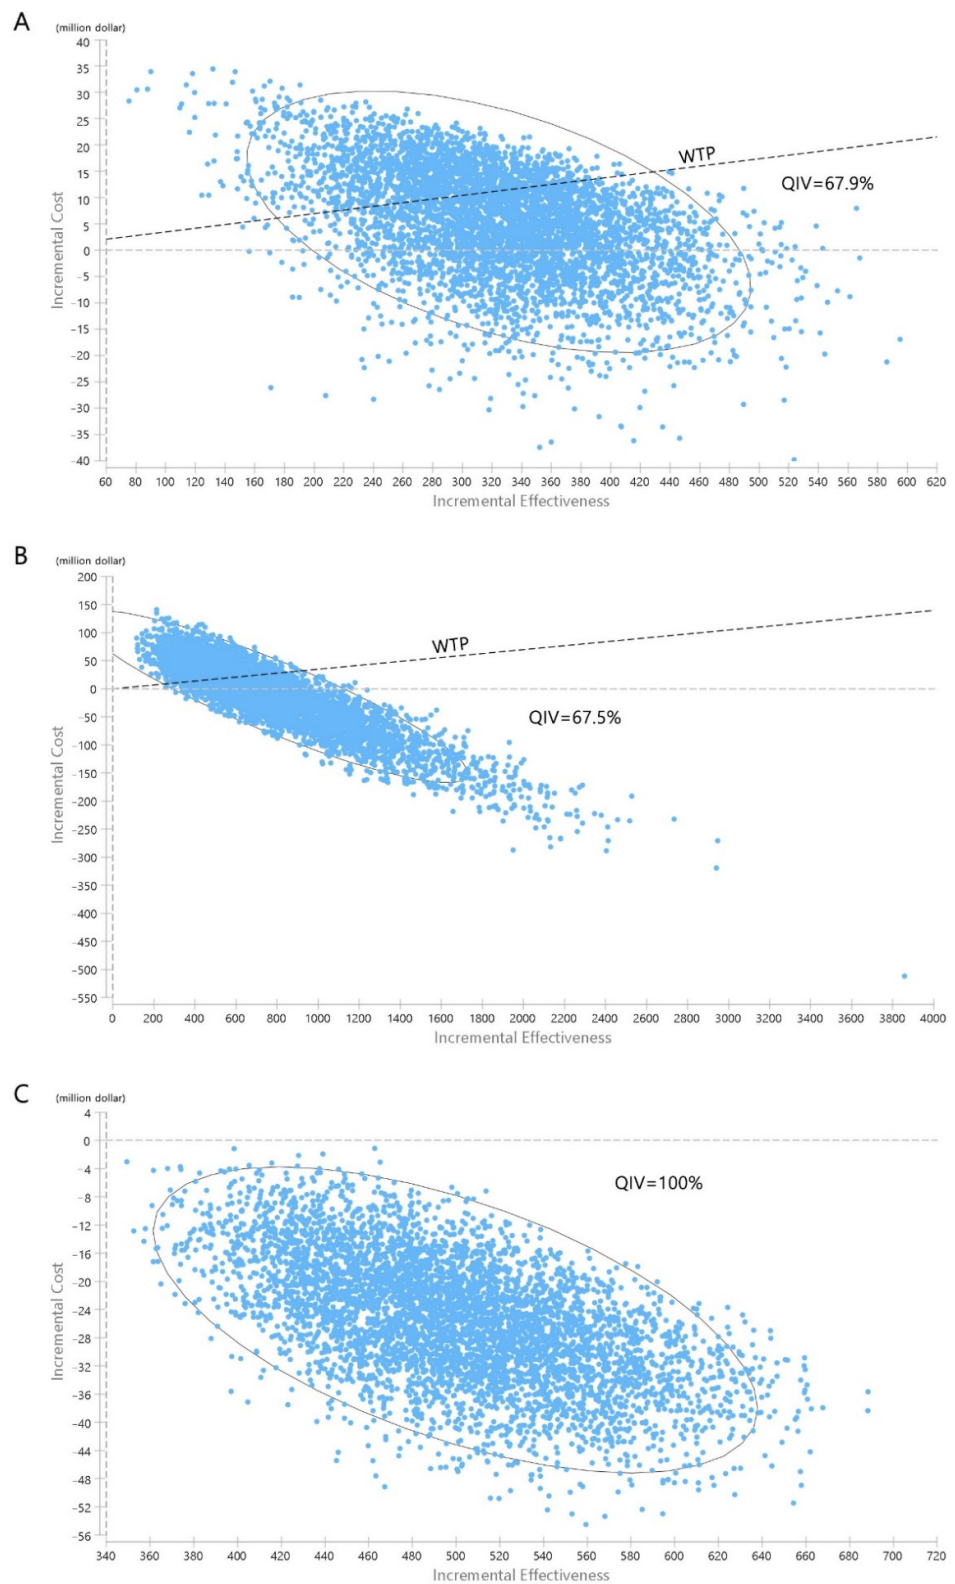 A
(million dollar)
40
35
30
25
20
15
10
5
0
-5
-10
-15
-20
-25
-30
-35
-40
Incremental Cost
WTP
QIV=67.9%
60 80 100 120 140 160 180 200 220 240 260 280 300 320 340 360 380 400 420 440 460 480 500 520 540 560 580 600 620
Incremental Effectiveness
B
(million dollar)
200
150
100
50
0
-50
-100
-150
-200
-250
-300
-350
-400
-450
-500
-550
Incremental Cost
WTP
QIV=67.5%
0 200 400 600 800 1000 1200 1400 1600 1800 2000 2200 2400 2600 2800 3000 3200 3400 3600 3800 4000
Incremental Effectiveness
C
(million dollar)
4
0
-4
-8
-12
-16
-20
-24
-28
-32
-36
-40
-44
-48
-52
-56
Incremental Cost
QIV=100%
340 360 380 400 420 440 460 480 500 520 540 560 580 600 620 640 660 680 700 720
Incremental Effectiveness